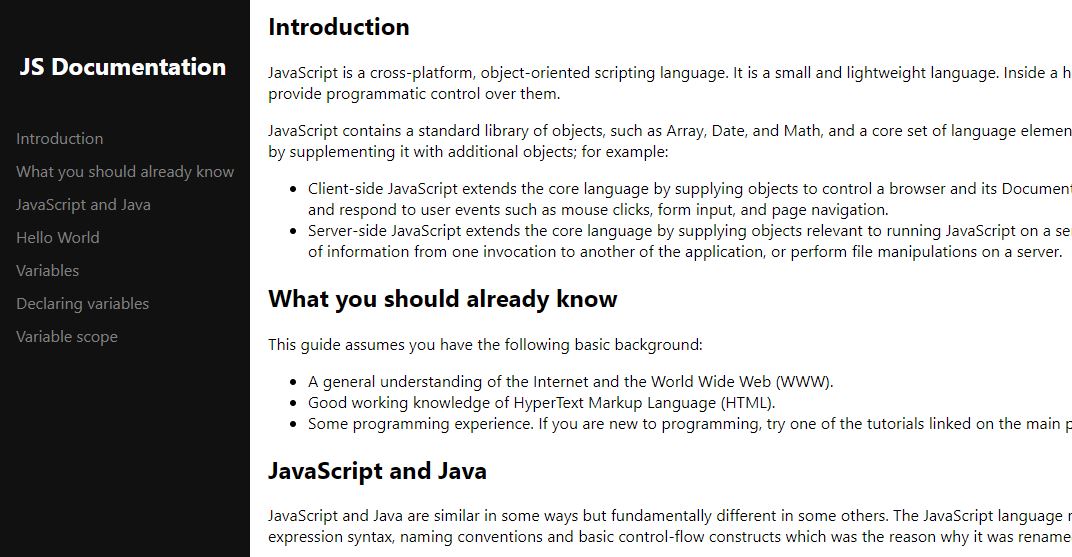 JS Documentation
Introduction
What you should already know
JavaScript and Java
Hello World
Variables
Declaring variables
Variable scope
Introduction
JavaScript is a cross-platform, object-oriented scripting language. It is a small and lightweight language. Inside a
provide programmatic control over them.
JavaScript contains a standard library of objects, such as Array, Date, and Math, and a core set of language
by supplementing it with additional objects; for example:
• Client-side JavaScript extends the core language by supplying objects to control a browser and its
and respond to user events such as mouse clicks, form input, and page navigation.
• Server-side JavaScript extends the core language by supplying objects relevant to running JavaScript on a
of information from one invocation to another of the application, or perform file manipulations on a server.
What you should already know
This guide assumes you have the following basic background:
• A general understanding of the Internet and the World Wide Web (WWW).
• Good working knowledge of HyperText Markup Language (HTML).
• Some programming experience. If you are new to programming, try one of the tutorials linked on the main
JavaScript and Java
JavaScript and Java are similar in some ways but fundamentally different in some others. The JavaScript language
expression syntax, naming conventions and basic control-flow constructs which was the reason why it was